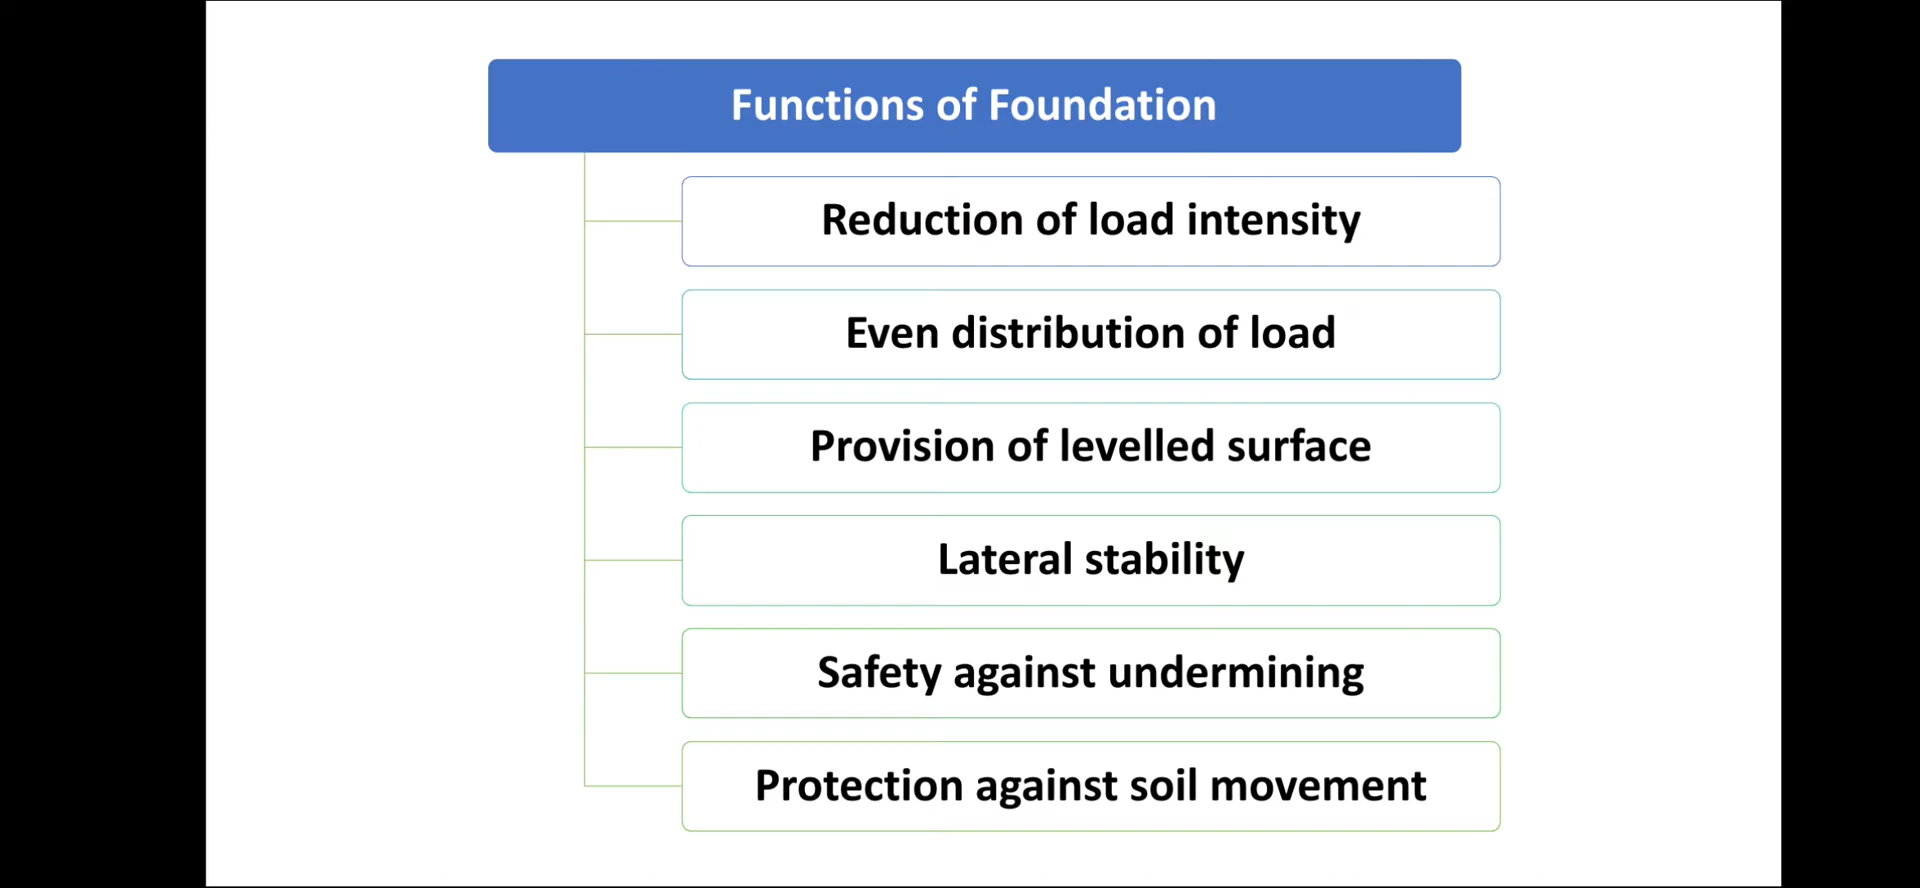 Functions of Foundation
Reduction of load intensity
Even distribution of load
Provision of levelled surface
Lateral stability
Safety against undermining
Protection against soil movement